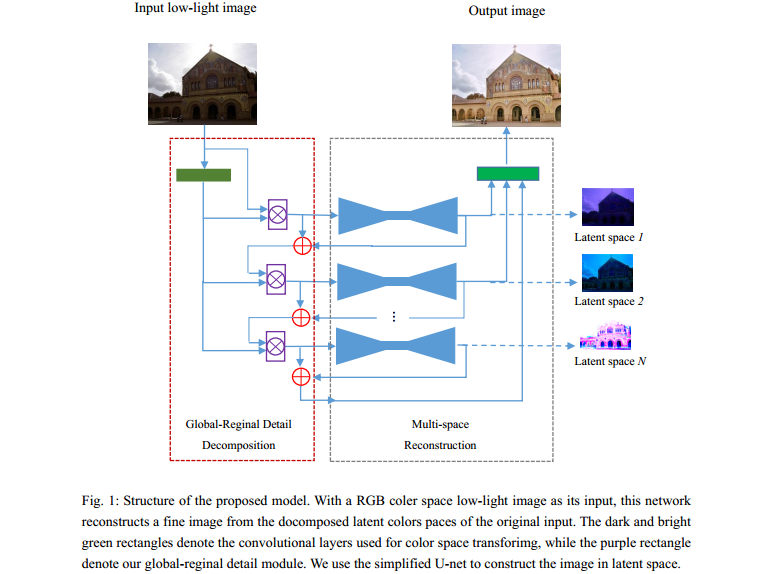 Input low-light image
Output image
Latent space 1
Latent space 2
⋮
Latent space N
Global-Reginal Detail
Decomposition
Multi-space
Reconstruction
Fig. 1: Structure of the proposed model. With a RGB coler space low-light image as its input, this network
reconstructs a fine image from the docomposed latent colors paces of the original input. The dark and bright
green rectangles denote the convolutional layers used for color space transforimg, while the purple rectangle
denote our global-reginal detail module. We use the simplified U-net to construct the image in latent space.